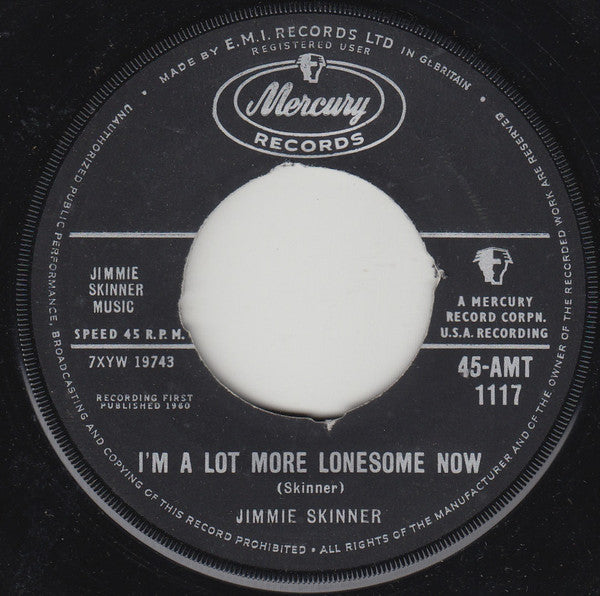 MADE BY E.M.I. RECORDS LTD IN GT.BRITAIN • UNAUTHORIZED PUBLIC PERFORMANCE, BROADCASTING AND COPYING OF THIS RECORD PROHIBITED • ALL RIGHTS OF THE MANUFACTURER AND OF THE OWNER OF THE RECORDED WORK ARE RESERVED
REGISTERED USER
Mercury
RECORDS
JIMMIE
SKINNER
MUSIC
SPEED 45 R.P.M.
7XYW 19743
RECORDING FIRST
PUBLISHED 1960
A MERCURY
RECORD CORPN.
U.S.A. RECORDING
45-AMT
1117
I'M A LOT MORE LONESOME NOW
(Skinner)
JIMMIE SKINNER